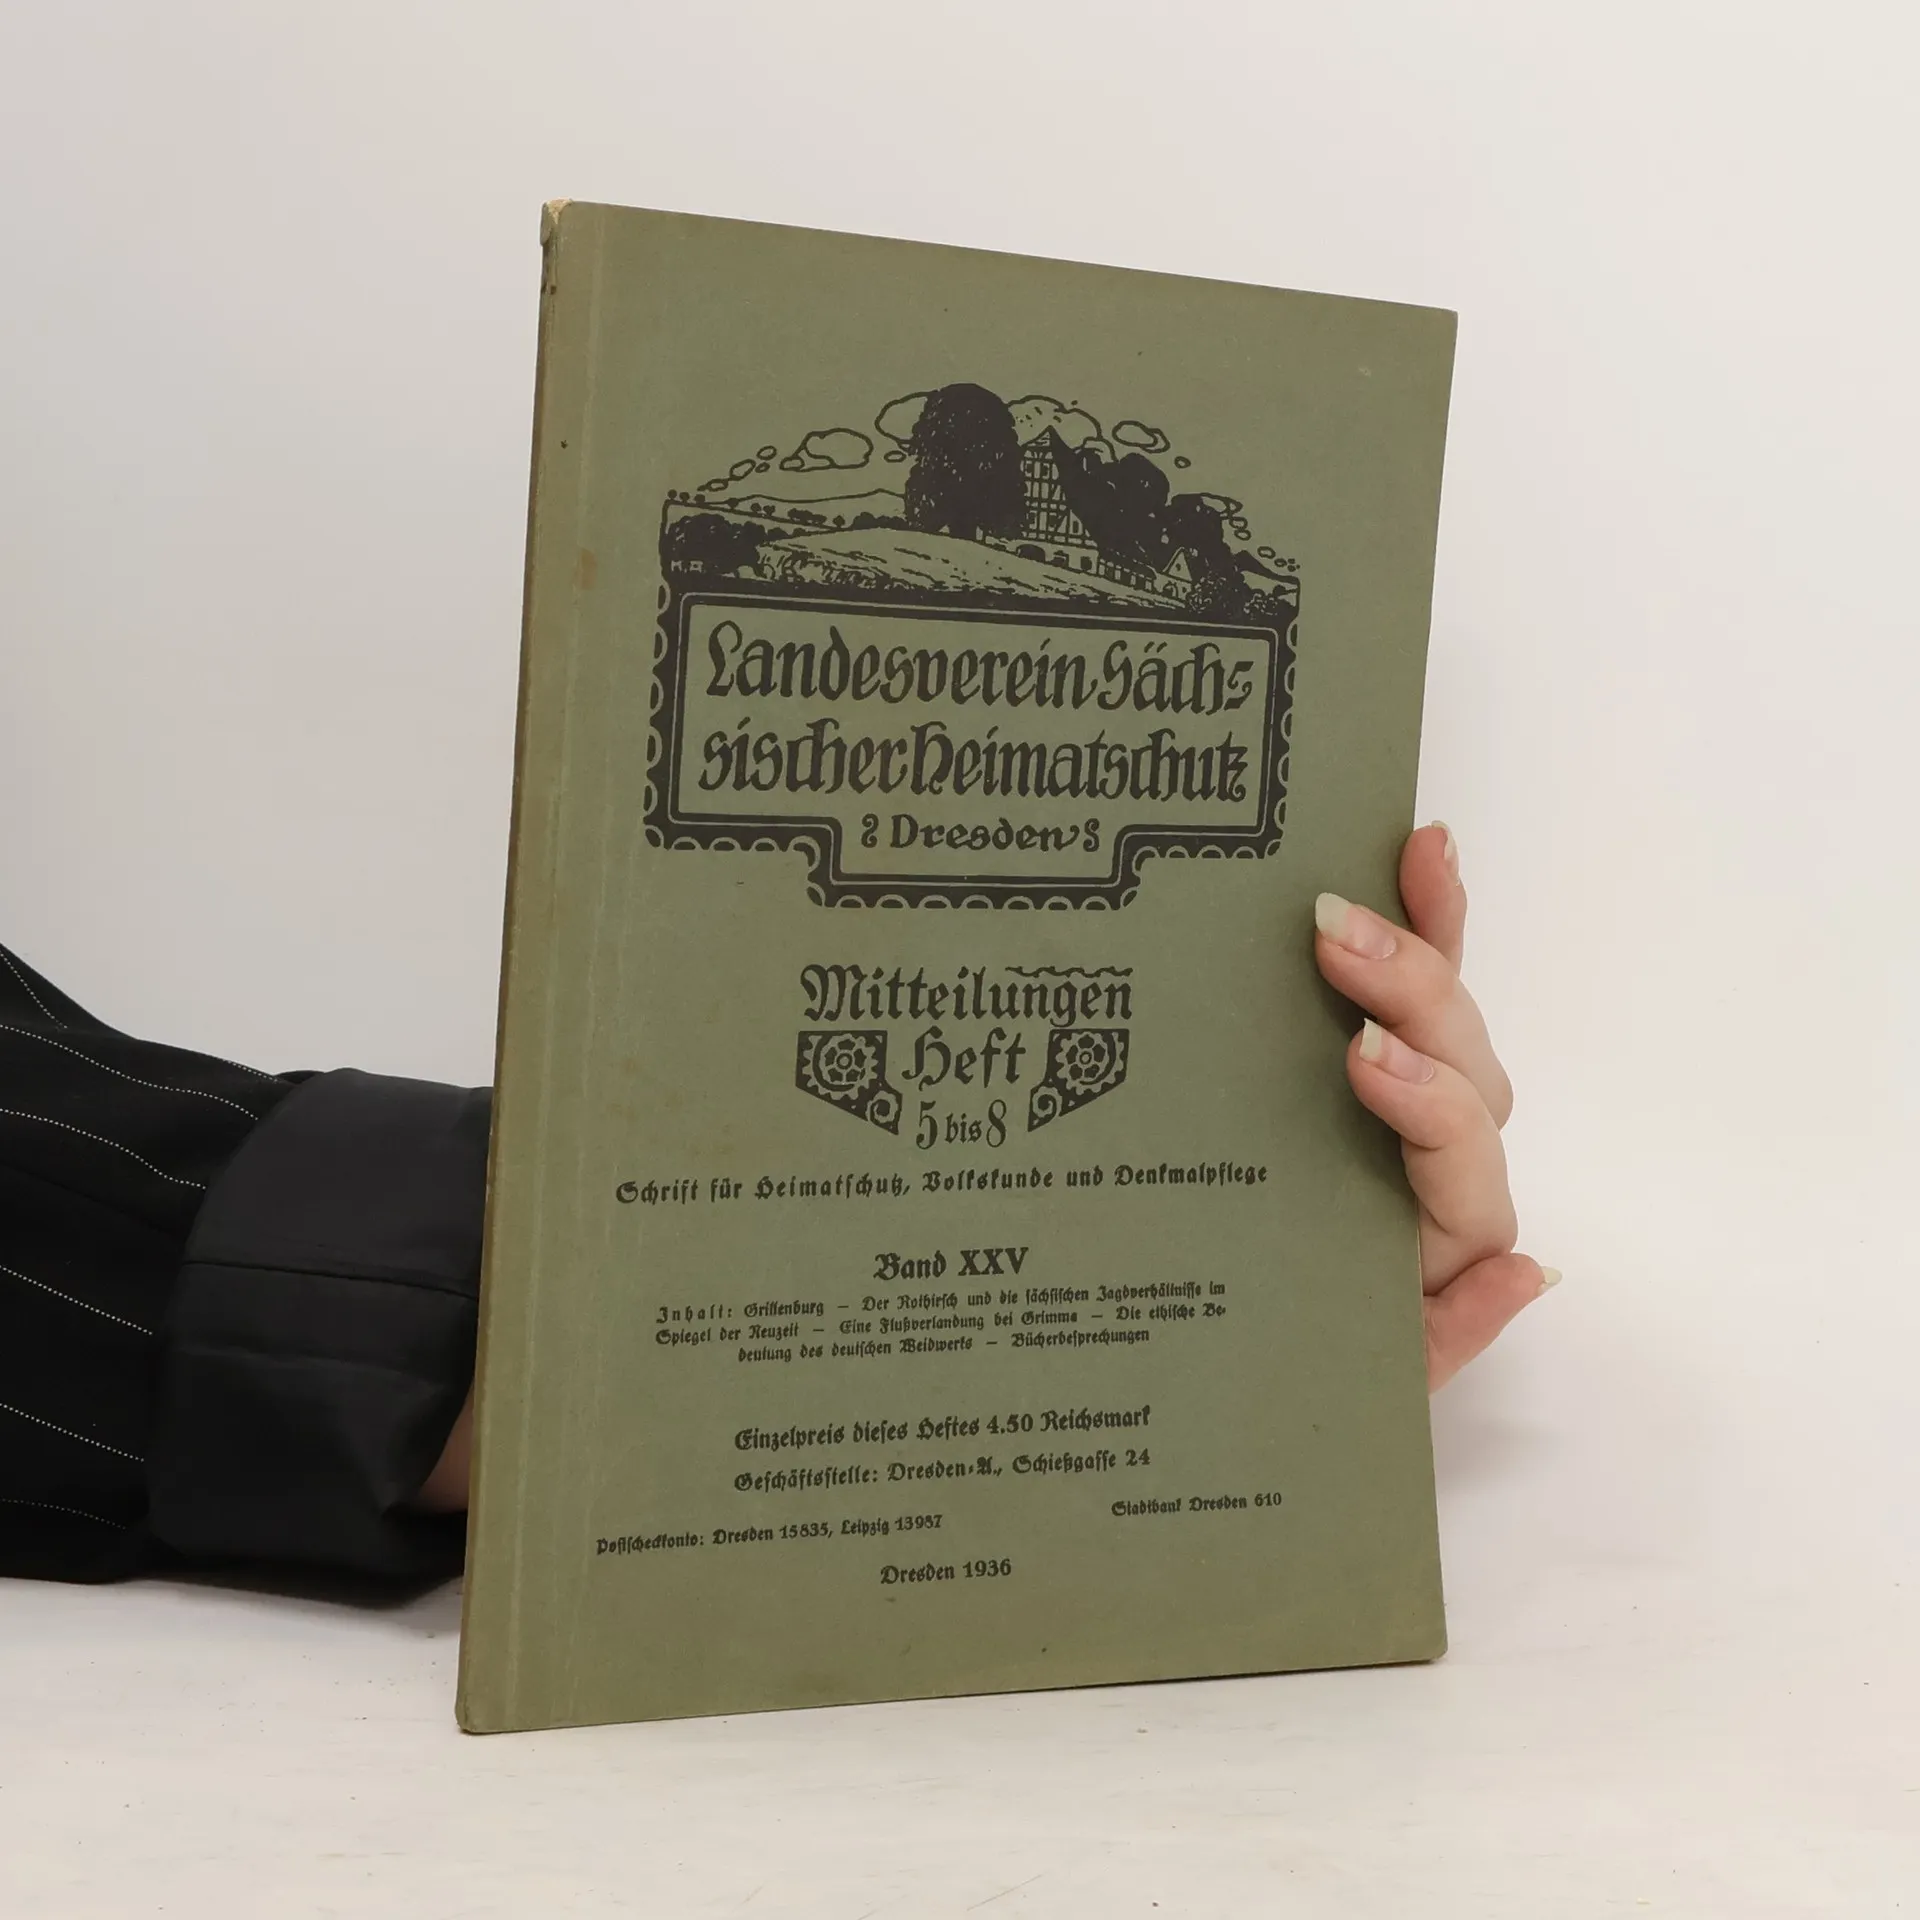 K.A.
Landesverein Säch=
sischer Heimatschutz
Dresden
Mitteilungen
Heft
5 bis 8
Schrift für Heimatschutz, Volkskunde und Denkmalpflege
Band XXV
Inhalt: Grillenburg — Der Rothirsch und die sächsischen Jagdverhältnisse im
Spiegel der Neuzeit — Eine Flußverlandung bei Grimma — Die ethische Be-
deutung des deutschen Weidwerks — Bücherbesprechungen
Einzelpreis dieses Heftes 4.50 Reichsmark
Geschäftsstelle: Dresden-A., Schießgasse 24
Postscheckkonto: Dresden 15835, Leipzig 13987
Stadtbank Dresden 610
Dresden 1936